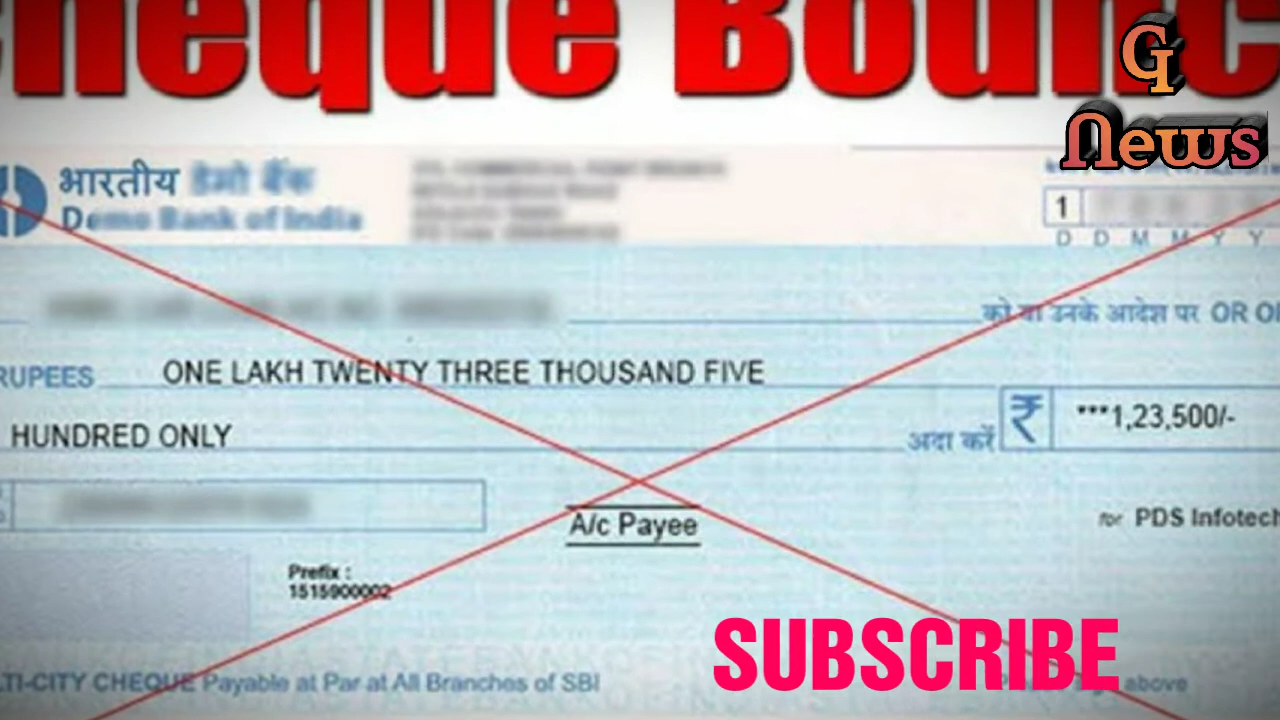 heque Bounc
GI
News
भारतीय डेमो बैंक
Demo Bank of India
1
D D M M Y Y
को या उनके आदेश पर OR
RUPEES ONE LAKH TWENTY THREE THOUSAND FIVE
HUNDRED ONLY
अदा करें ₹ ***1,23,500/-
A/c Payee
for PDS Infotech
Prefix :
1515900002
SUBSCRIBE
TI-CITY CHEQUE Payable at Par at All Branches of SBI
above